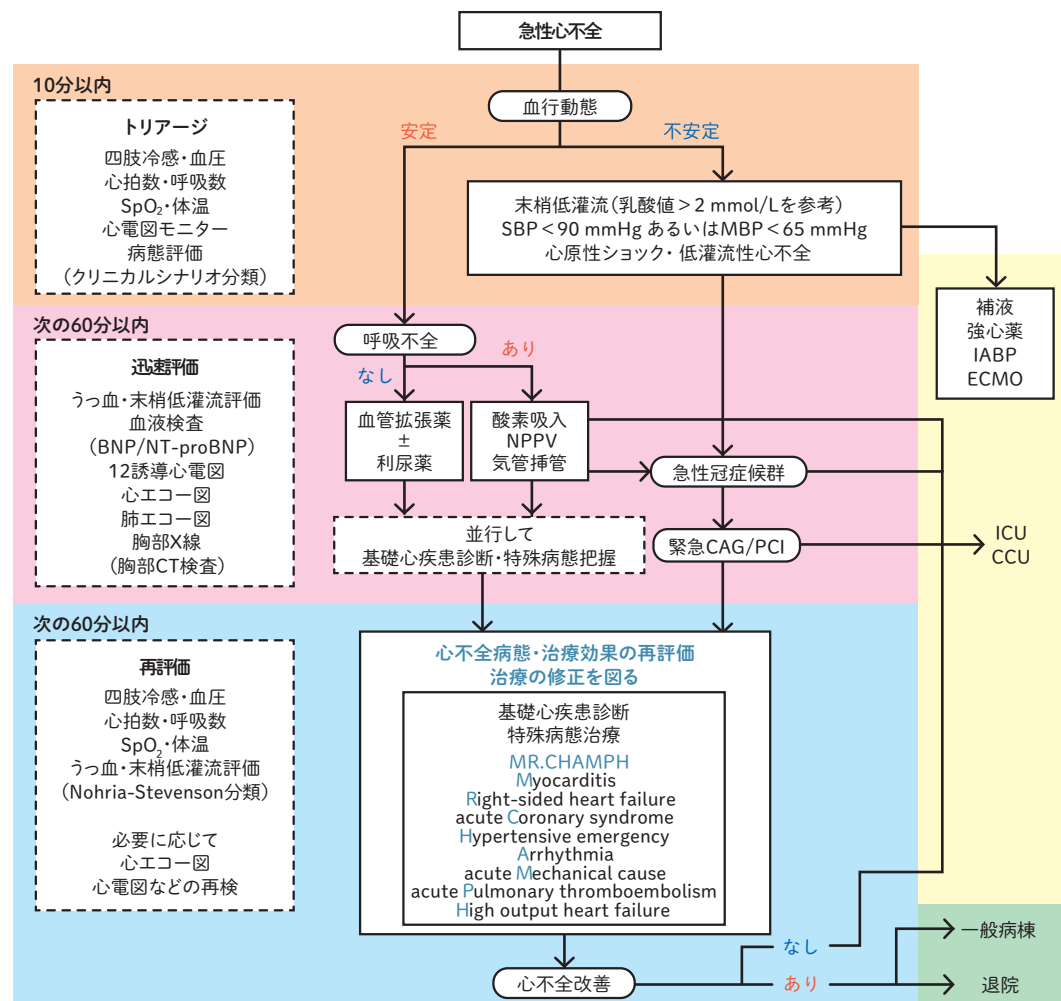 急性心不全
10分以内
血行動態
安定
不安定
トリアージ
四肢冷感・血圧
心拍数・呼吸数
SpO₂・体温
心電図モニター
病態評価
（クリニカルシナリオ分類）
末梢低灌流（乳酸値＞2 mmol/Lを参考）
SBP＜90 mmHg あるいはMBP＜65 mmHg
心原性ショック・低灌流性心不全
補液
強心薬
IABP
ECMO
次の60分以内
迅速評価
うっ血・末梢低灌流評価
血液検査
（BNP/NT-proBNP）
12誘導心電図
心エコー図
肺エコー図
胸部X線
（胸部CT検査）
呼吸不全
なし
あり
血管拡張薬
±
利尿薬
酸素吸入
NPPV
気管挿管
急性冠症候群
並行して
基礎心疾患診断・特殊病態把握
緊急CAG/PCI
ICU
CCU
次の60分以内
再評価
四肢冷感・血圧
心拍数・呼吸数
SpO₂・体温
うっ血・末梢低灌流評価
（Nohria-Stevenson分類）
必要に応じて
心エコー図
心電図などの再検
心不全病態・治療効果の再評価
治療の修正を図る
基礎心疾患診断
特殊病態治療
MR.CHAMPH
Myocarditis
Right-sided heart failure
acute Coronary syndrome
Hypertensive emergency
Arrhythmia
acute Mechanical cause
acute Pulmonary thromboembolism
High output heart failure
心不全改善
なし
あり
一般病棟
退院